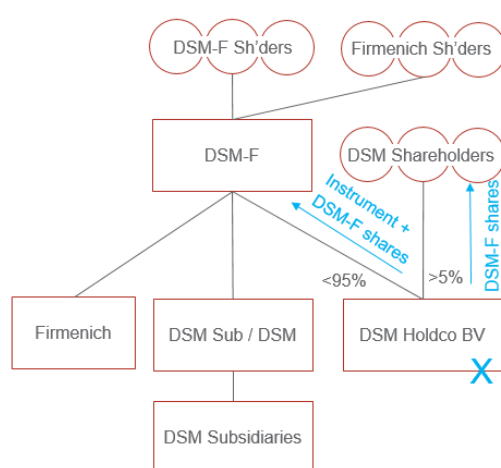 DSM-F Sh'ders
Firmenich Sh'ders
DSM-F
DSM Shareholders
Instrument +
DSM-F shares
DSM-F shares
<95%
>5%
Firmenich
DSM Sub / DSM
DSM Holdco BV
X
DSM Subsidiaries